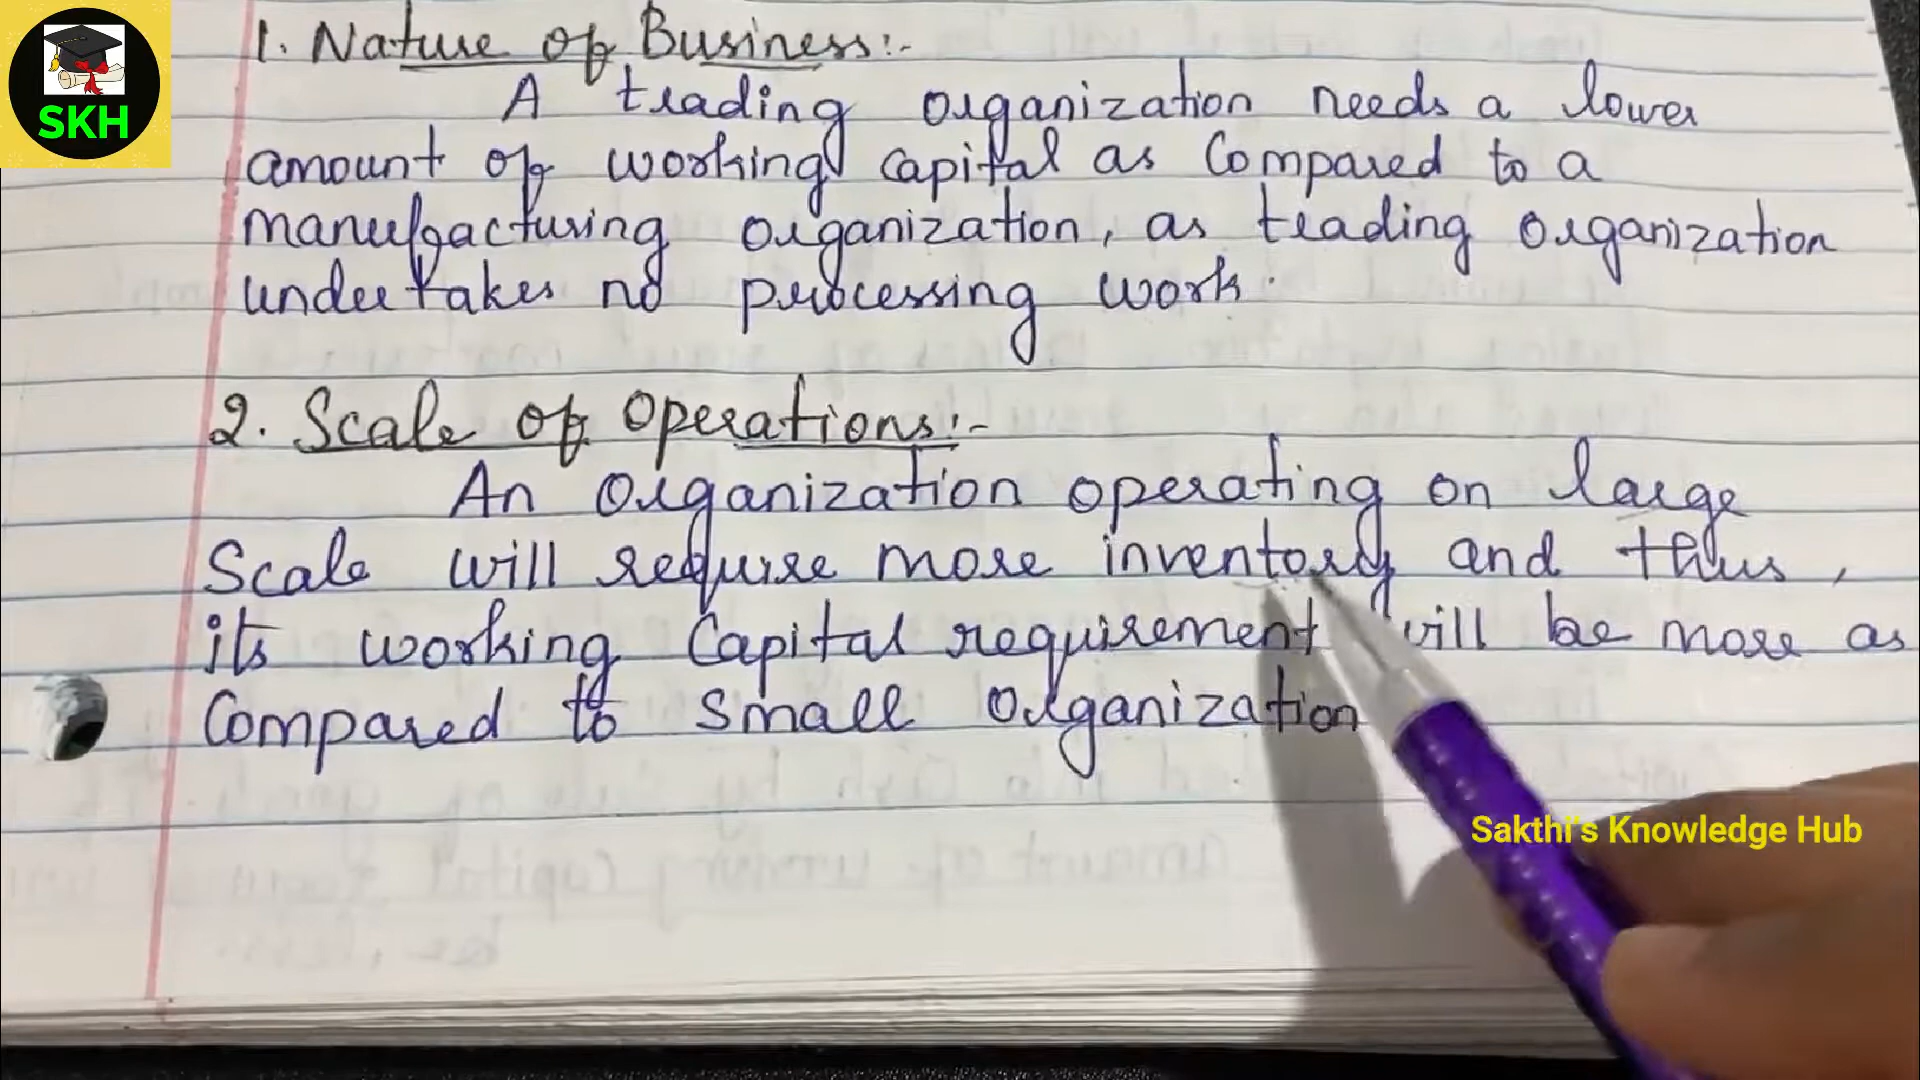 SKH
1. Nature of Business:-
A trading organization needs a lower
amount of working capital as Compared to a
manufacturing organization, as trading organization
undertakes no processing work.
2. Scale of Operations:-
An Organization operating on large
Scale will require more inventory and thus,
its working Capital requirement will be more as
Compared to small Organization
Sakthi's Knowledge Hub